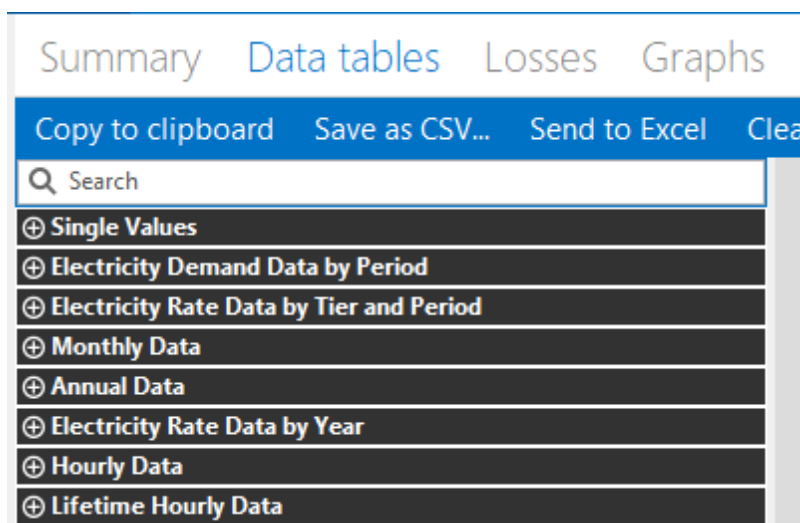 Summary Data tables Losses Graphs
Copy to clipboard Save as CSV... Send to Excel Clea
Search
Single Values
Electricity Demand Data by Period
Electricity Rate Data by Tier and Period
Monthly Data
Annual Data
Electricity Rate Data by Year
Hourly Data
Lifetime Hourly Data